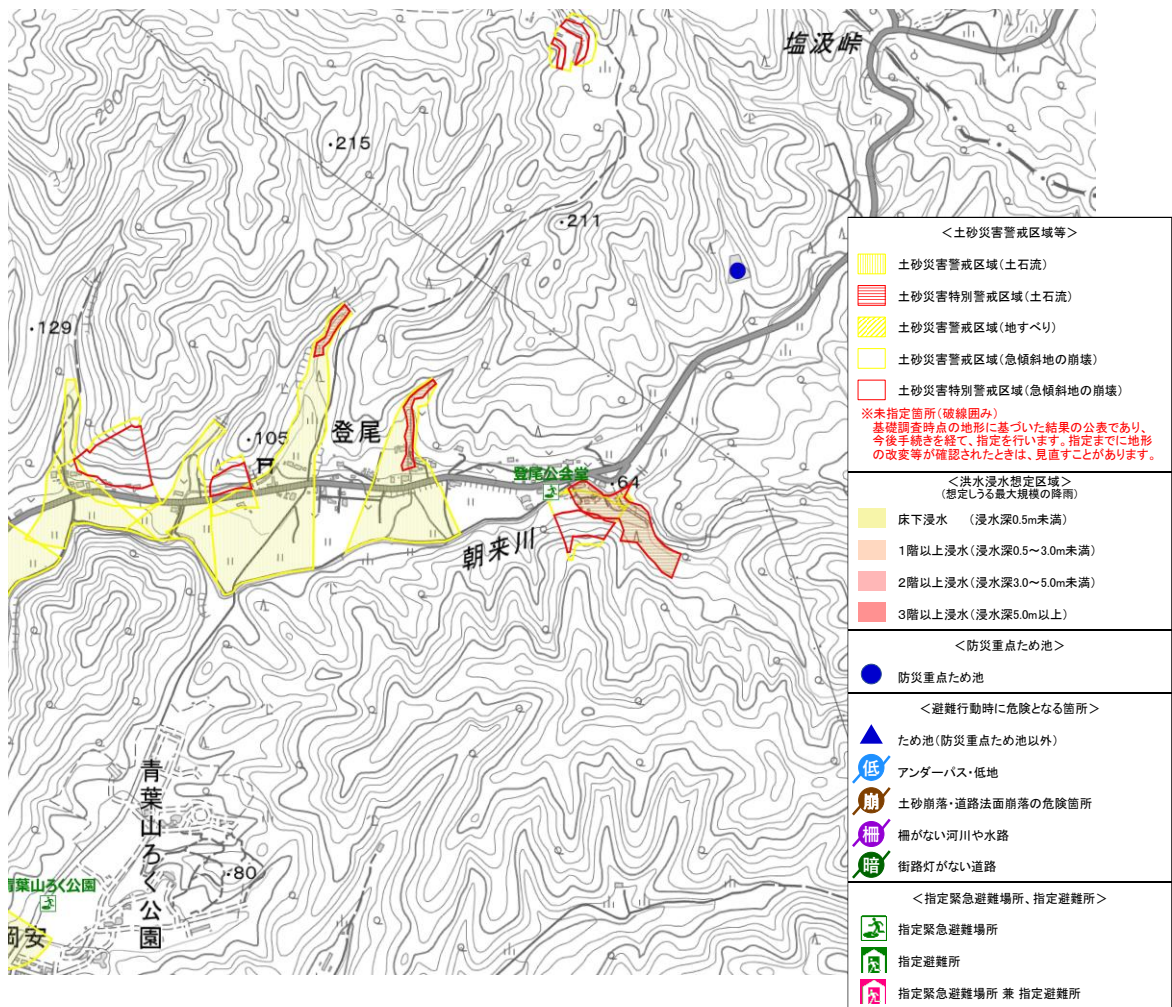 塩汲峠
200
・215
・211
・129
・105
登尾
登尾公会堂
・64
朝来川
青葉山ろく公園
・80
青葉山ろく公園
岡安
＜土砂災害警戒区域等＞
土砂災害警戒区域（土石流）
土砂災害特別警戒区域（土石流）
土砂災害警戒区域（地すべり）
土砂災害警戒区域（急傾斜地の崩壊）
土砂災害特別警戒区域（急傾斜地の崩壊）
※未指定箇所（破線囲み）
基礎調査時点の地形に基づいた結果の公表であり、
今後手続きを経て、指定を行います。指定までに地形
の改変等が確認されたときは、見直すことがあります。
＜洪水浸水想定区域＞
（想定しうる最大規模の降雨）
床下浸水　（浸水深0.5m未満）
1階以上浸水（浸水深0.5～3.0m未満）
2階以上浸水（浸水深3.0～5.0m未満）
3階以上浸水（浸水深5.0m以上）
＜防災重点ため池＞
防災重点ため池
＜避難行動時に危険となる箇所＞
ため池（防災重点ため池以外）
低 アンダーパス・低地
崩 土砂崩落・道路法面崩落の危険箇所
柵 柵がない河川や水路
暗 街路灯がない道路
＜指定緊急避難場所、指定避難所＞
指定緊急避難場所
指定避難所
指定緊急避難場所 兼 指定避難所